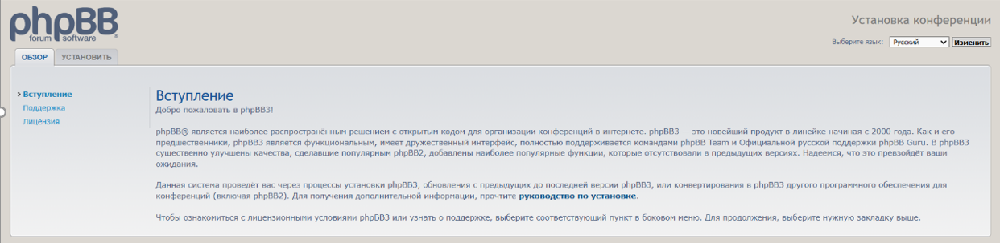 phpBB®
forum software
Установка конференции
Выберите язык: Русский Изменить
ОБЗОР УСТАНОВИТЬ
Вступление
Поддержка
Лицензия
Вступление
Добро пожаловать в phpBB3!
phpBB® является наиболее распространённым решением с открытым кодом для организации конференций в интернете. phpBB3 — это новейший продукт в линейке начиная с 2000 года. Как и его
предшественники, phpBB3 является функциональным, имеет дружественный интерфейс, полностью поддерживается командами phpBB Team и Официальной русской поддержки phpBB Guru. В phpBB3
существенно улучшены качества, сделавшие популярным phpBB2, добавлены наиболее популярные функции, которые отсутствовали в предыдущих версиях. Надеемся, что это превзойдёт ваши
ожидания.
Данная система проведёт вас через процессы установки phpBB3, обновления с предыдущих до последней версии phpBB3, или конвертирования в phpBB3 другого программного обеспечения для
конференций (включая phpBB2). Для получения дополнительной информации, прочтите руководство по установке.
Чтобы ознакомиться с лицензионными условиями phpBB3 или узнать о поддержке, выберите соответствующий пункт в боковом меню. Для продолжения, выберите нужную закладку выше.